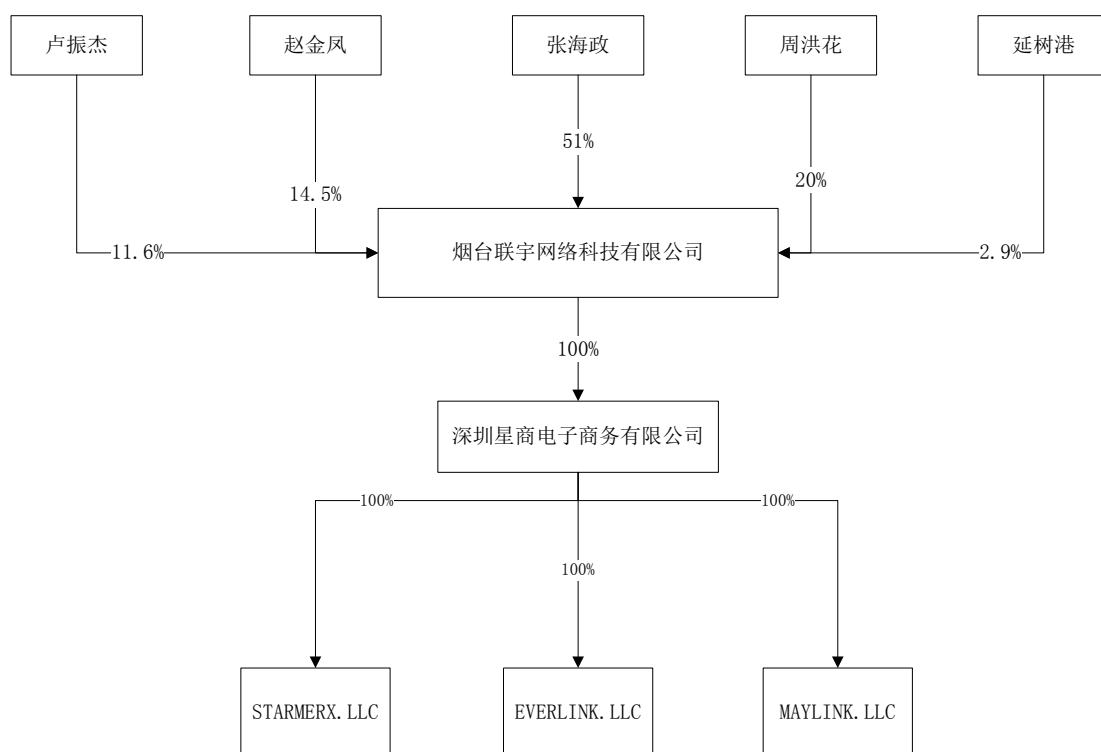 卢振杰
赵金凤
张海政
周洪花
延树港
51%
20%
14.5%
11.6%
烟台联宇网络科技有限公司
2.9%
100%
深圳星商电子商务有限公司
100%
100%
100%
STARMERX.LLC
EVERLINK.LLC
MAYLINK.LLC